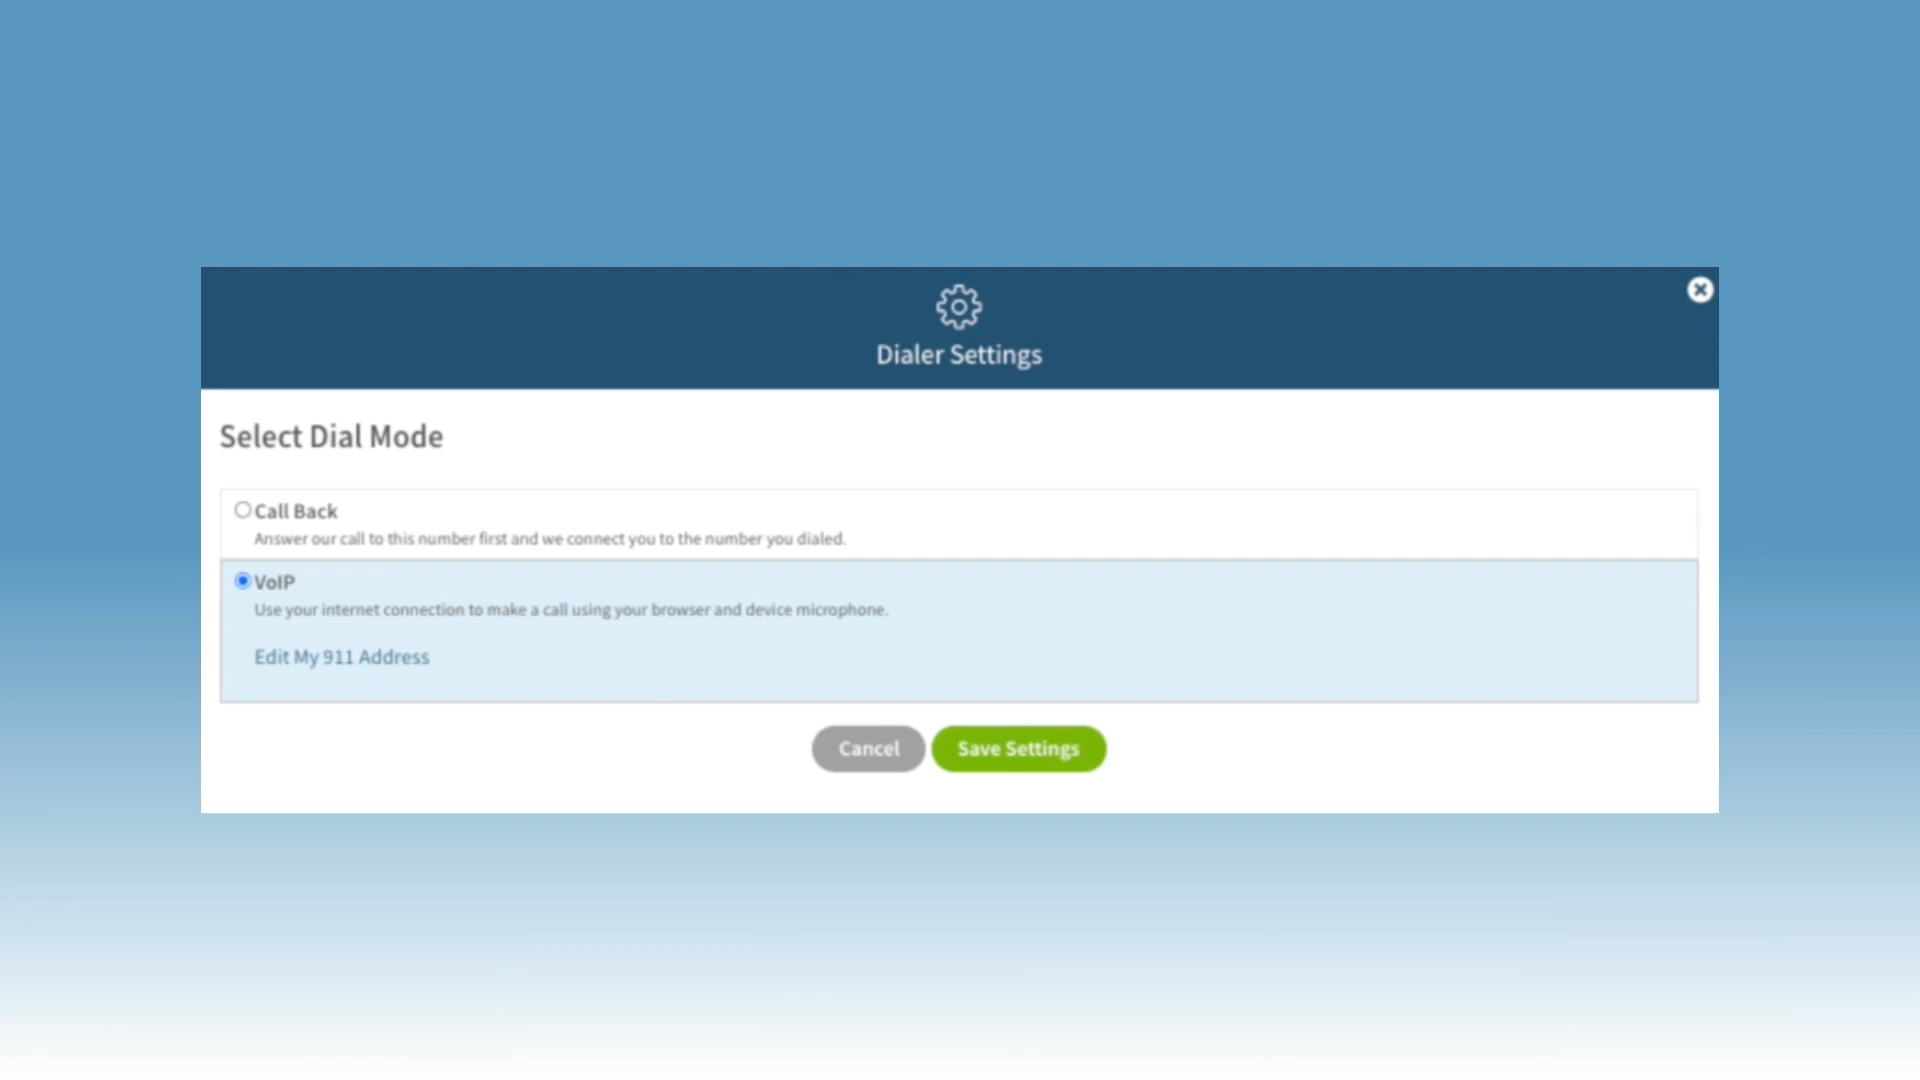 Dialer Settings
Select Dial Mode
Call Back
Answer our call to this number first and we connect you to the number you dialed.
VoIP
Use your internet connection to make a call using your browser and device microphone.
Edit My 911 Address
Cancel
Save Settings